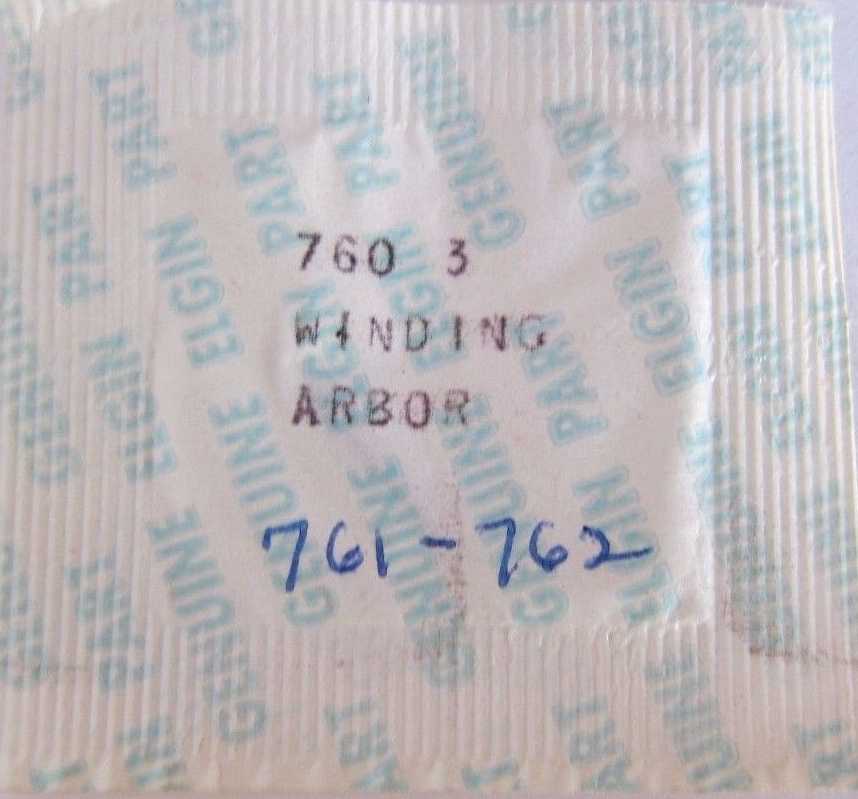 760 3
WINDING
ARBOR
761-762
GENUINE ELGIN PART